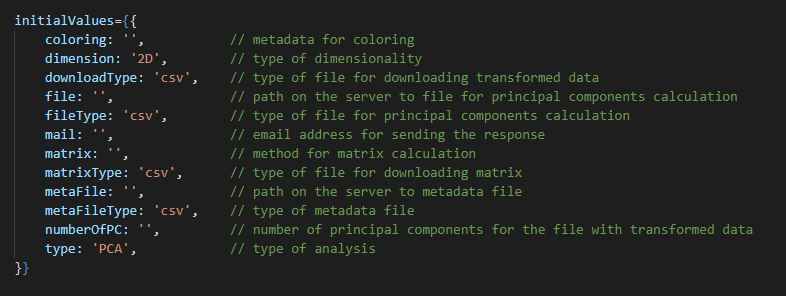 initialValues={{
coloring: '', // metadata for coloring
dimension: '2D', // type of dimensionality
downloadType: 'csv', // type of file for downloading transformed data
file: '', // path on the server to file for principal components calculation
fileType: 'csv', // type of file for principal components calculation
mail: '', // email address for sending the response
matrix: '', // method for matrix calculation
matrixType: 'csv', // type of file for downloading matrix
metaFile: '', // path on the server to metadata file
metaFileType: 'csv', // type of metadata file
numberOfPC: '', // number of principal components for the file with transformed data
type: 'PCA', // type of analysis
}}